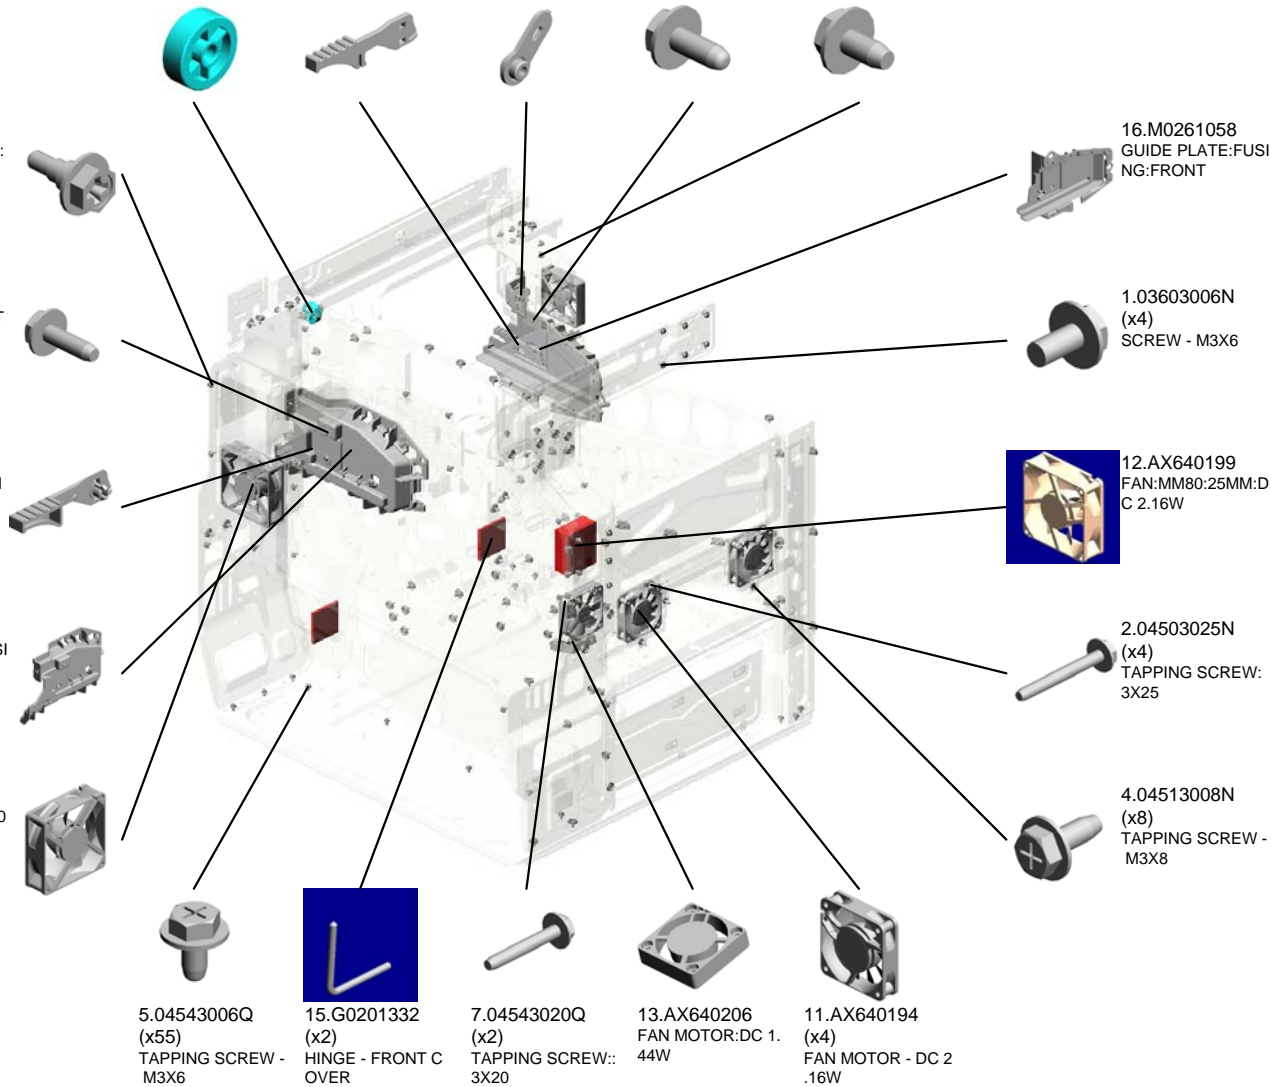 :
16.M0261058
GUIDE PLATE:FUSI
NG:FRONT
T
1.03603006N
(x4)
SCREW - M3X6
12.AX640199
FAN:MM80:25MM:D
C 2.16W
2.04503025N
(x4)
TAPPING SCREW:
3X25
SI
4.04513008N
(x8)
TAPPING SCREW -
M3X8
0
5.04543006Q
(x55)
TAPPING SCREW -
M3X6
15.G0201332
(x2)
HINGE - FRONT C
OVER
7.04543020Q
(x2)
TAPPING SCREW::
3X20
13.AX640206
FAN MOTOR:DC 1.
44W
11.AX640194
(x4)
FAN MOTOR - DC 2
.16W